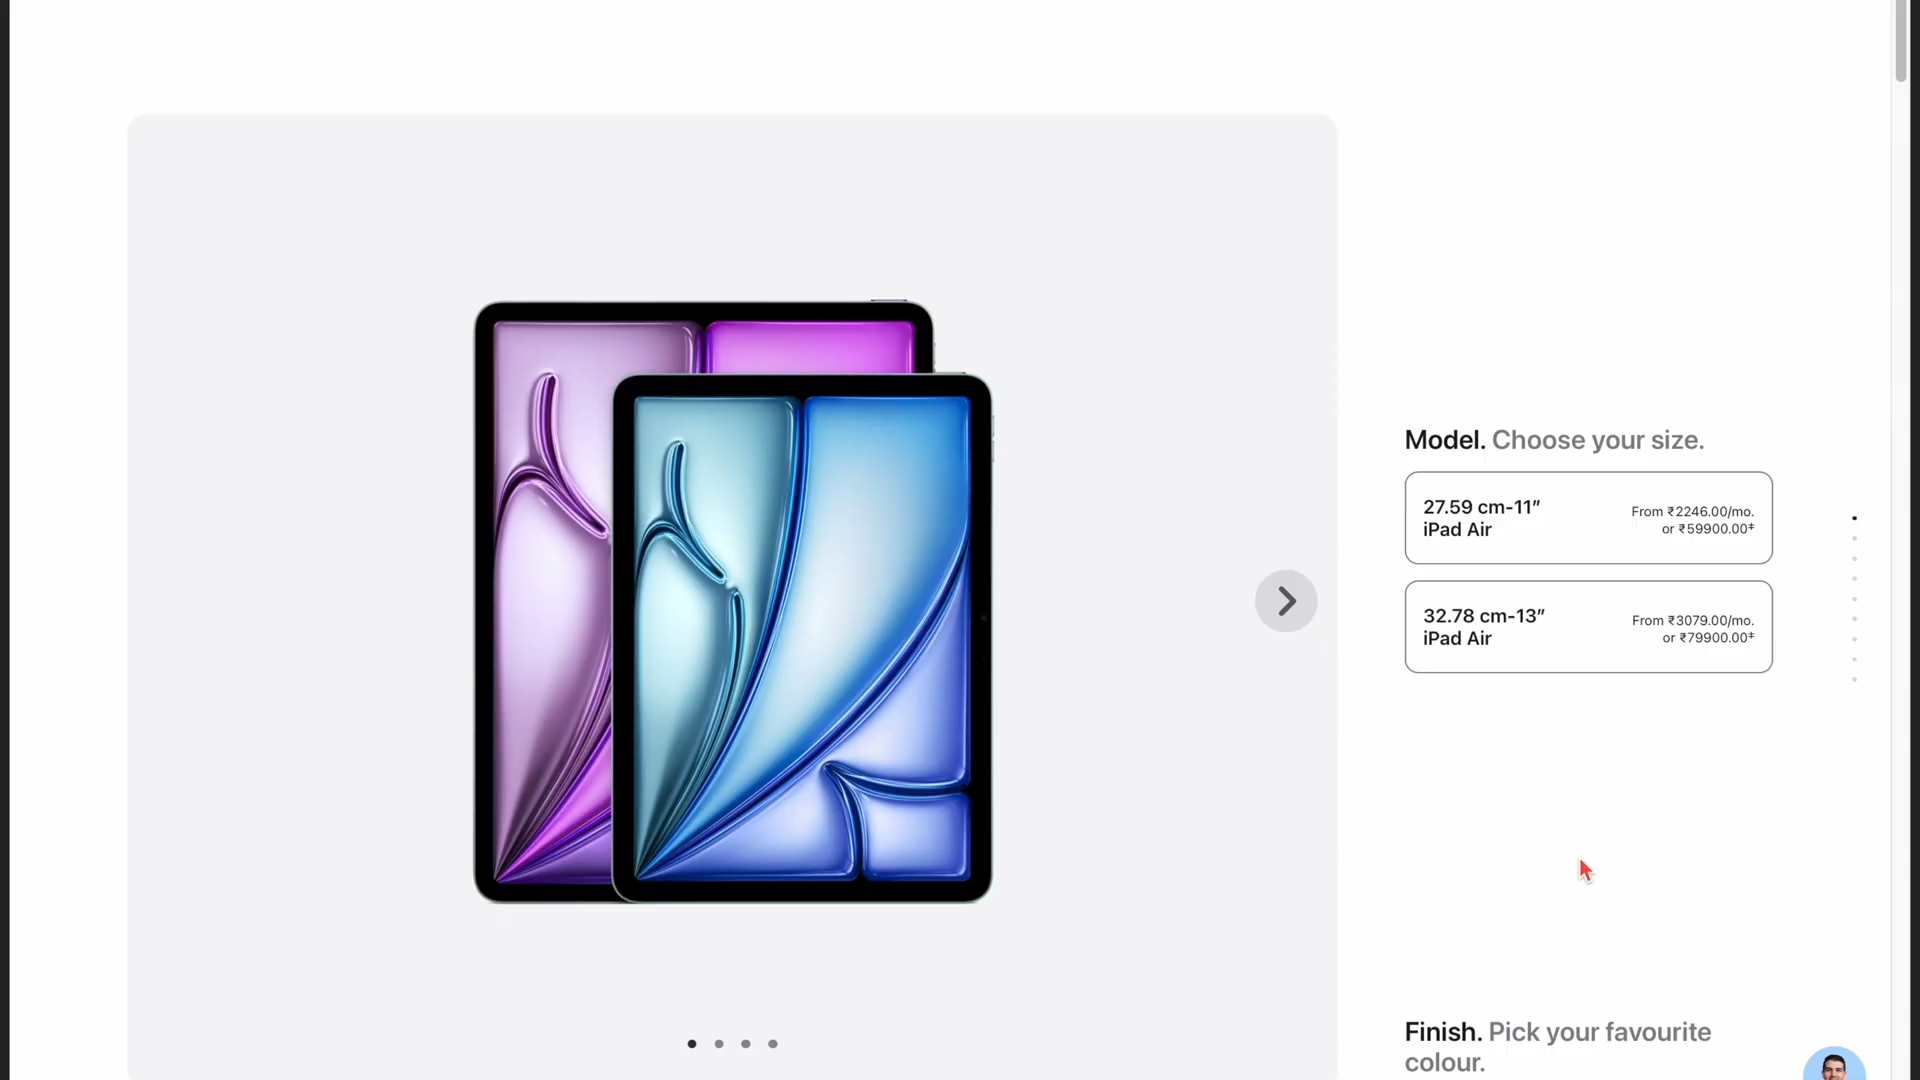 Model. Choose your size.
27.59 cm-11″
iPad Air
From ₹2246.00/mo.
or ₹59900.00‡
32.78 cm-13″
iPad Air
From ₹3079.00/mo.
or ₹79900.00‡
Finish. Pick your favourite
colour.